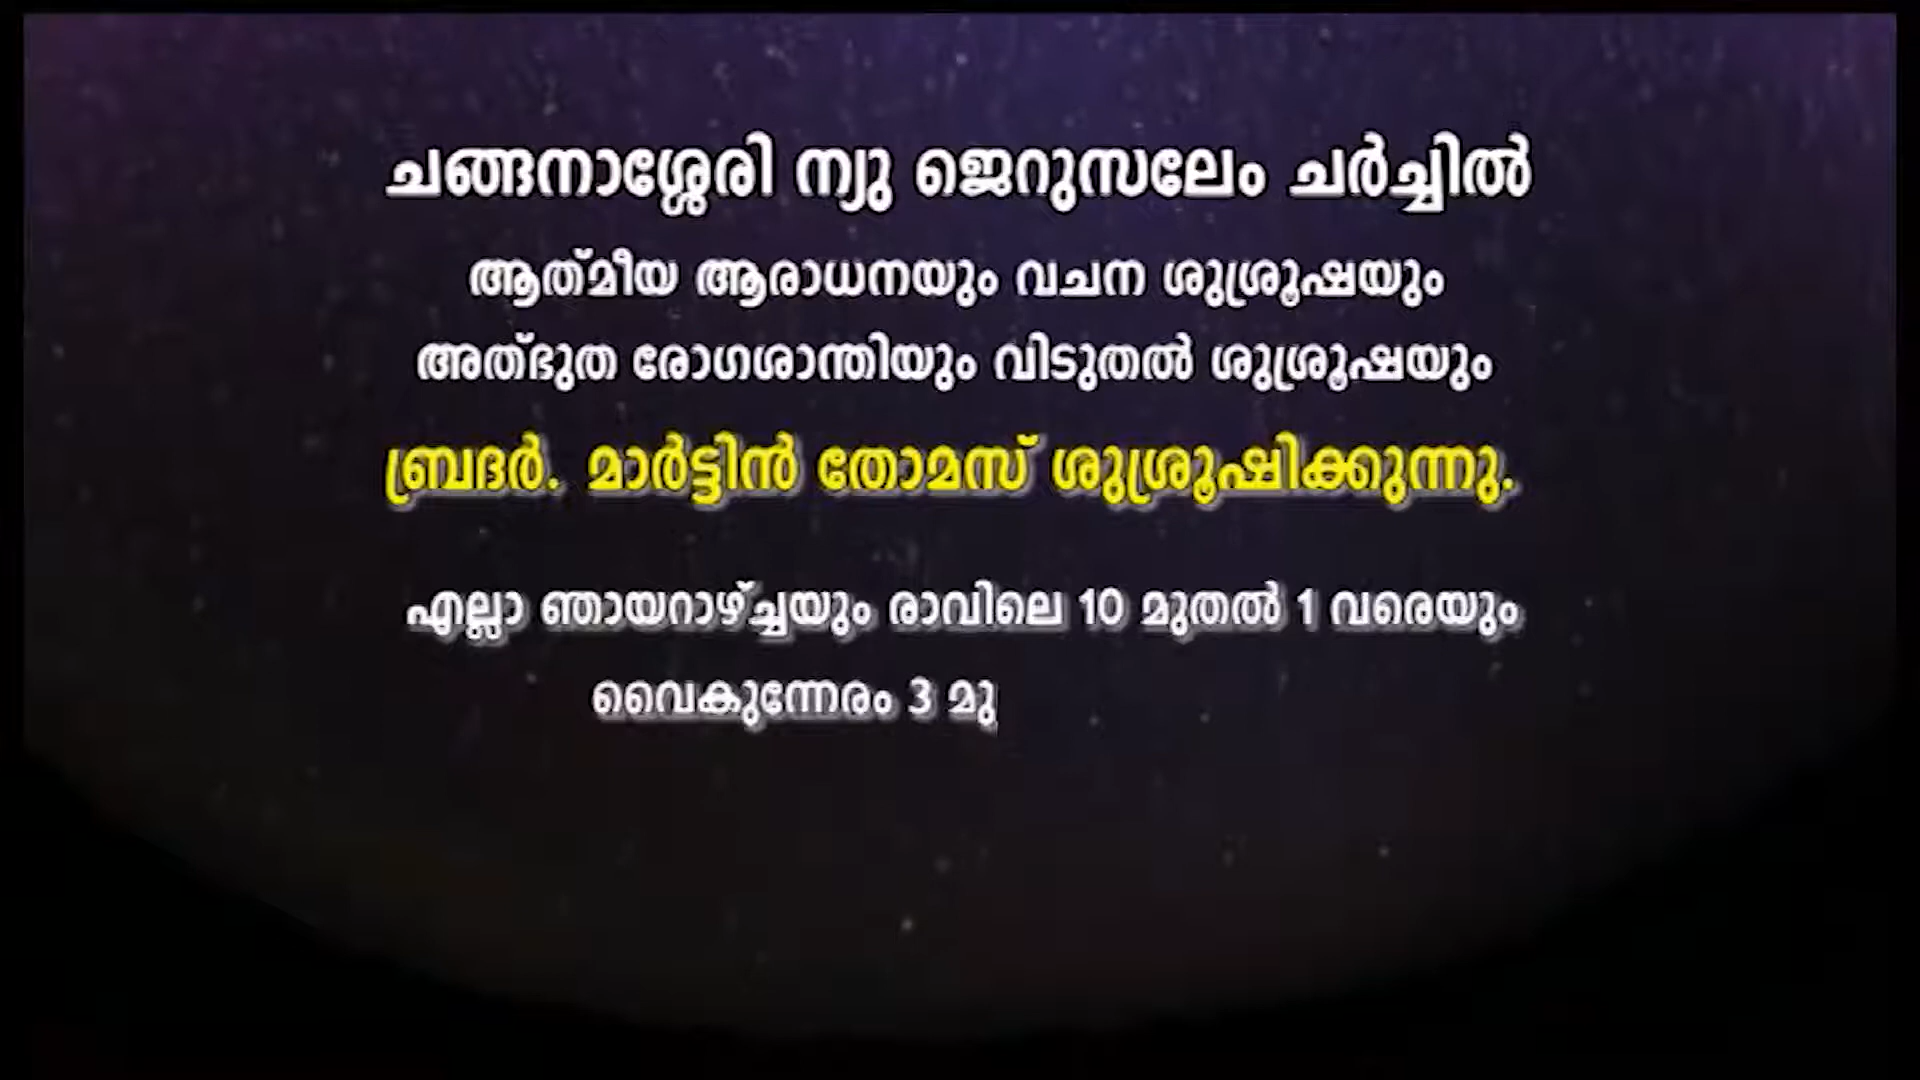 ചങ്ങനാശ്ശേരി ന്യു ജെറുസലേം ചർച്ചിൽ
ആത്മീയ ആരാധനയും വചന ശുശ്രൂഷയും
അത്ഭുത രോഗശാന്തിയും വിടുതൽ ശുശ്രൂഷയും
ബ്രദർ. മാർട്ടിൻ തോമസ് ശുശ്രൂഷിക്കുന്നു.
എല്ലാ ഞായറാഴ്ച്ചയും രാവിലെ 10 മുതൽ 1 വരെയും
വൈകുന്നേരം 3 മു